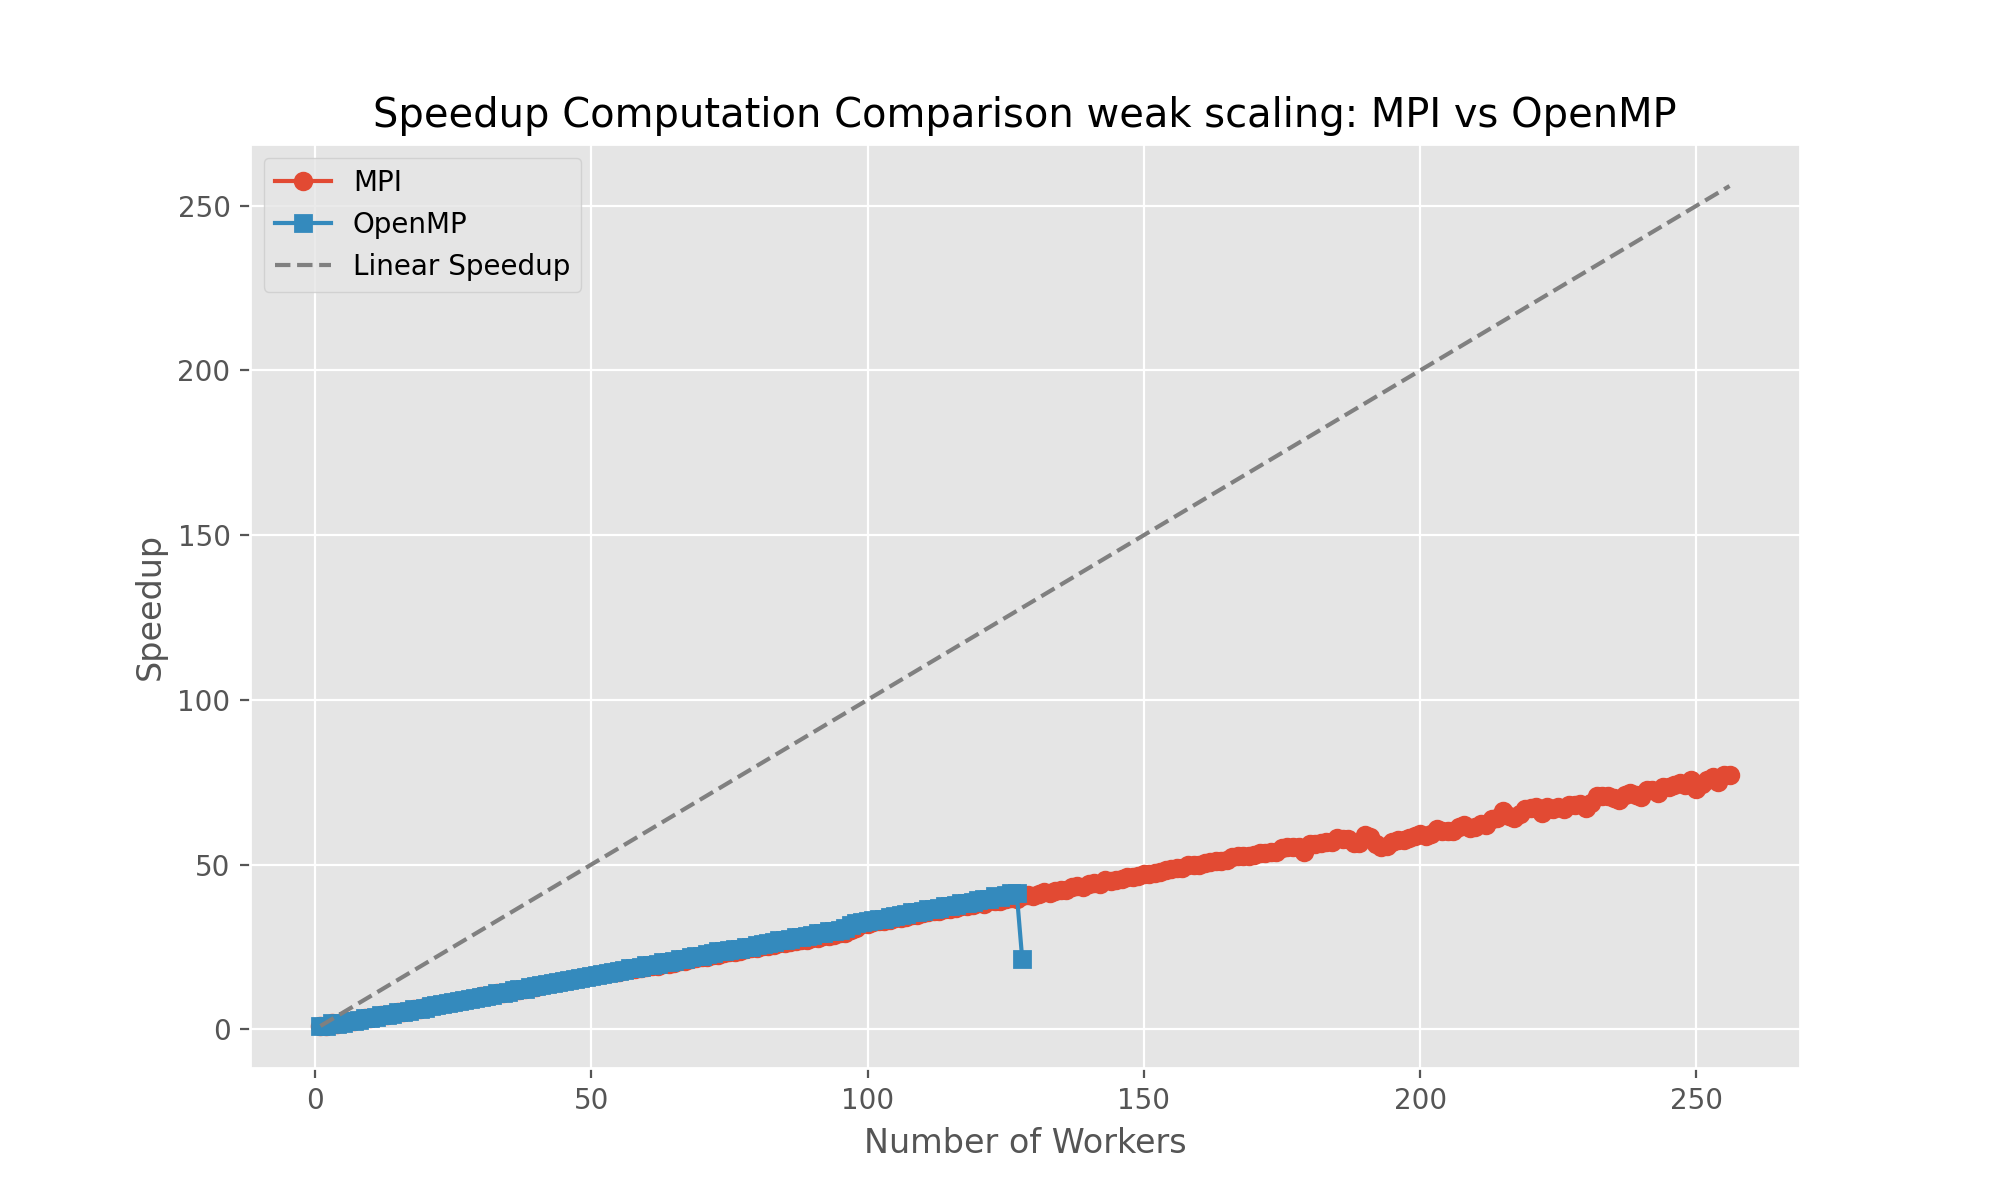 Speedup Computation Comparison weak scaling: MPI vs OpenMP
MPI
OpenMP
Linear Speedup
250
200
150
100
50
0
Speedup
0 50 100 150 200 250
Number of Workers